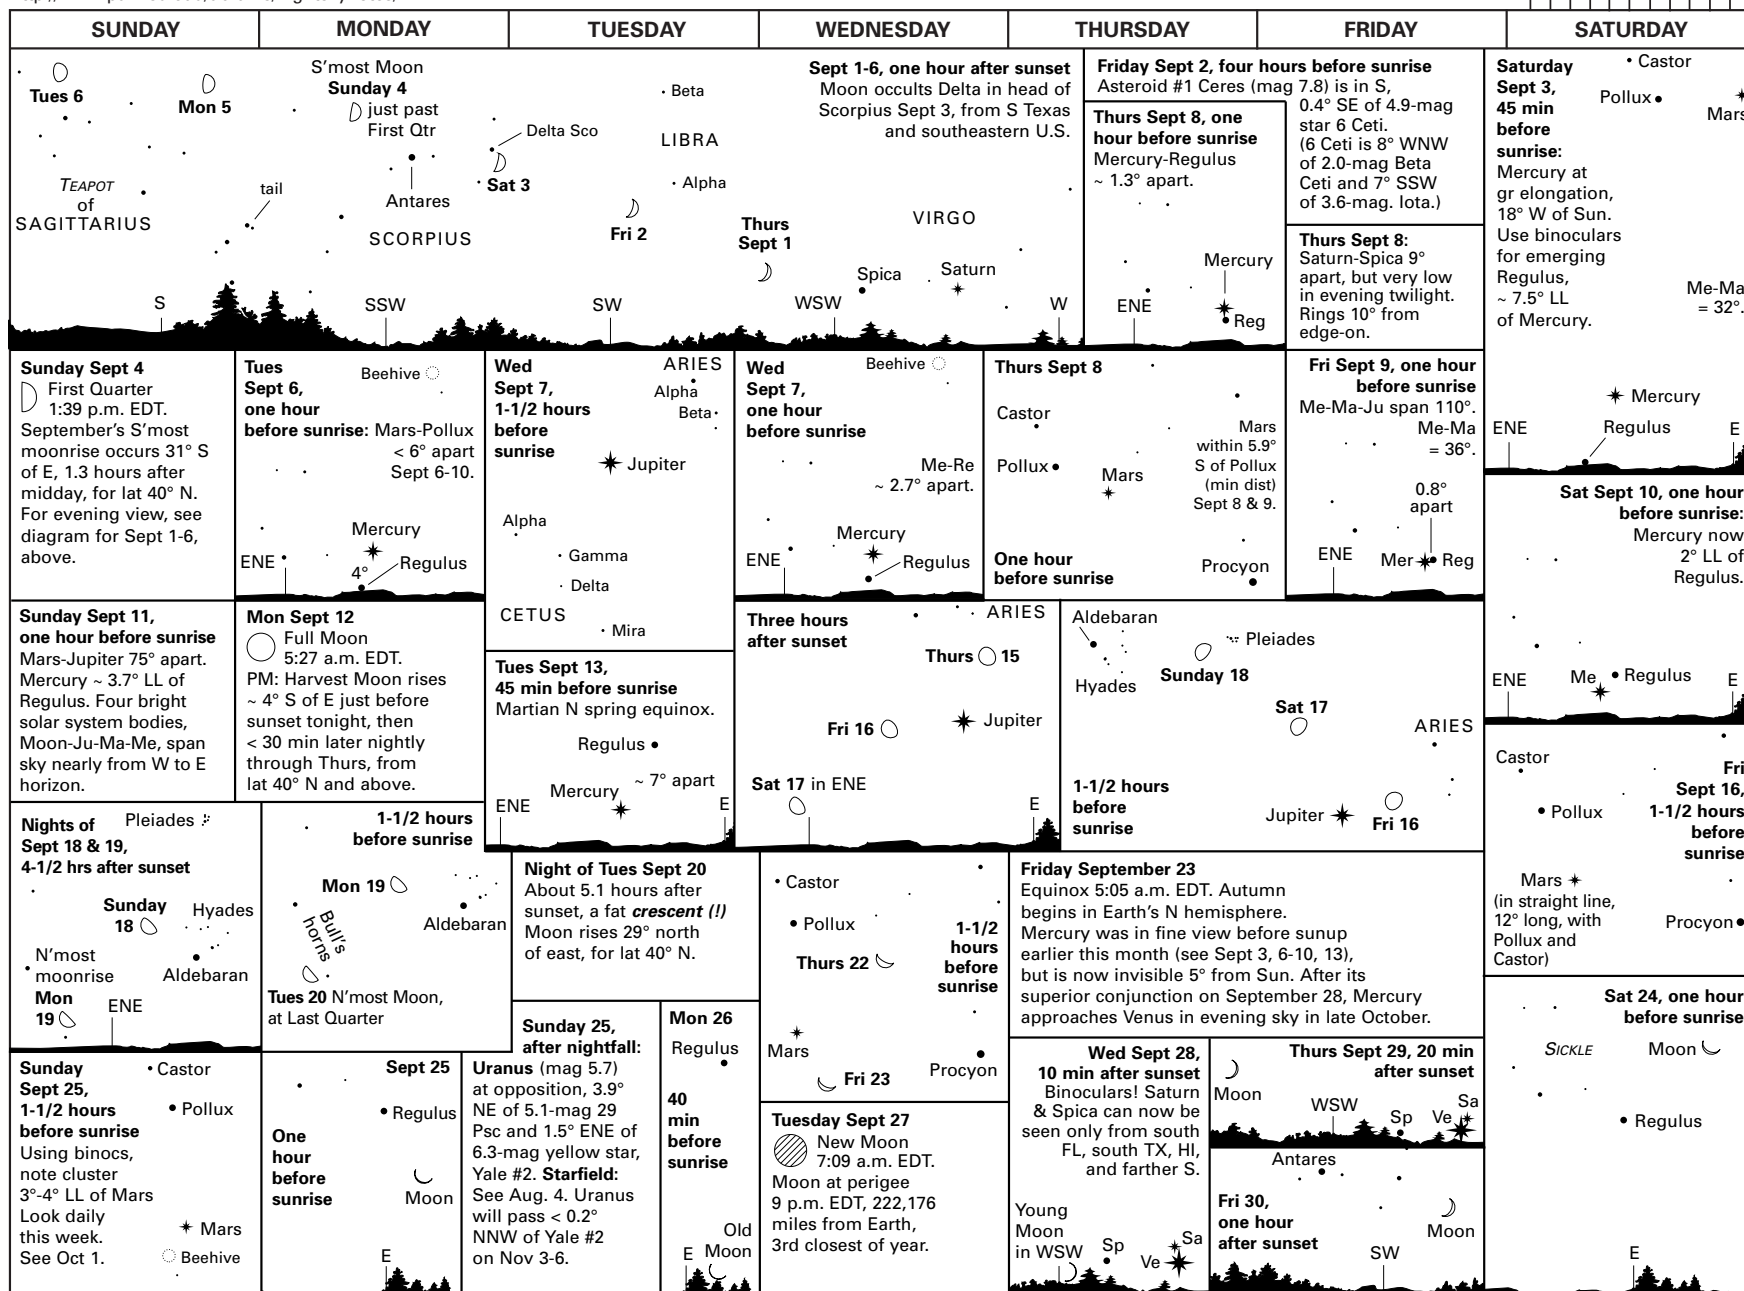 SUNDAY
MONDAY
TUESDAY
WEDNESDAY
THURSDAY
FRIDAY
SATURDAY
Tues 6
Mon 5
S'most Moon
Sunday 4
just past
First Qtr
Delta Sco
Sat 3
Antares
TEAPOT
of
SAGITTARIUS
tail
SCORPIUS
Beta
LIBRA
Alpha
Fri 2
Thurs
Sept 1
VIRGO
Spica
Saturn
S
SSW
SW
WSW
W
Sept 1-6, one hour after sunset
Moon occults Delta in head of
Scorpius Sept 3, from S Texas
and southeastern U.S.
Friday Sept 2, four hours before sunrise
Asteroid #1 Ceres (mag 7.8) is in S,
0.4° SE of 4.9-mag
star 6 Ceti.
(6 Ceti is 8° WNW
of 2.0-mag Beta
Ceti and 7° SSW
of 3.6-mag. Iota.)
Thurs Sept 8, one
hour before sunrise
Mercury-Regulus
~ 1.3° apart.
Mercury
ENE
Reg
Thurs Sept 8:
Saturn-Spica 9°
apart, but very low
in evening twilight.
Rings 10° from
edge-on.
Saturday
Sept 3,
45 min
before
sunrise:
Mercury at
gr elongation,
18° W of Sun.
Use binoculars
for emerging
Regulus,
~ 7.5° LL
of Mercury.
Castor
Pollux
Mars
Me-Ma
= 32°.
Mercury
ENE
Regulus
E
Sunday Sept 4
First Quarter
1:39 p.m. EDT.
September's S'most
moonrise occurs 31° S
of E, 1.3 hours after
midday, for lat 40° N.
For evening view, see
diagram for Sept 1-6,
above.
Tues
Sept 6,
one hour
before sunrise: Mars-Pollux
< 6° apart
Sept 6-10.
Beehive
Mercury
ENE
4°
Regulus
Wed
Sept 7,
1-1/2 hours
before
sunrise
ARIES
Alpha
Beta
Jupiter
Alpha
Gamma
Delta
CETUS
Mira
Wed
Sept 7,
one hour
before sunrise
Beehive
Me-Re
~ 2.7° apart.
Mercury
ENE
Regulus
Thurs Sept 8
Castor
Pollux
Mars
Mars
within 5.9°
S of Pollux
(min dist)
Sept 8 & 9.
One hour
before sunrise
Procyon
Fri Sept 9, one hour
before sunrise
Me-Ma-Ju span 110°.
Me-Ma
= 36°.
0.8°
apart
ENE
Mer
Reg
Sat Sept 10, one hour
before sunrise:
Mercury now
2° LL of
Regulus.
ENE
Me
Regulus
E
Sunday Sept 11,
one hour before sunrise
Mars-Jupiter 75° apart.
Mercury ~ 3.7° LL of
Regulus. Four bright
solar system bodies,
Moon-Ju-Ma-Me, span
sky nearly from W to E
horizon.
Mon Sept 12
Full Moon
5:27 a.m. EDT.
PM: Harvest Moon rises
~ 4° S of E just before
sunset tonight, then
< 30 min later nightly
through Thurs, from
lat 40° N and above.
Tues Sept 13,
45 min before sunrise
Martian N spring equinox.
Regulus
~ 7° apart
Mercury
ENE
E
Three hours
after sunset
ARIES
Thurs 15
Fri 16
Jupiter
Sat 17 in ENE
E
Aldebaran
Pleiades
Hyades
Sunday 18
Sat 17
ARIES
1-1/2 hours
before
sunrise
Jupiter
Fri 16
Castor
Fri
Sept 16,
1-1/2 hours
before
sunrise
Pollux
Mars
(in straight line,
12° long, with
Pollux and
Castor)
Procyon
Nights of
Sept 18 & 19,
4-1/2 hrs after sunset
Pleiades
Sunday
18
Hyades
N'most
moonrise
Aldebaran
Mon
19
ENE
1-1/2 hours
before sunrise
Mon 19
Bull's
horns
Aldebaran
Tues 20 N'most Moon,
at Last Quarter
Night of Tues Sept 20
About 5.1 hours after
sunset, a fat crescent (!)
Moon rises 29° north
of east, for lat 40° N.
Castor
Pollux
1-1/2
hours
before
sunrise
Thurs 22
Mars
Fri 23
Procyon
Friday September 23
Equinox 5:05 a.m. EDT. Autumn
begins in Earth's N hemisphere.
Mercury was in fine view before sunup
earlier this month (see Sept 3, 6-10, 13),
but is now invisible 5° from Sun. After its
superior conjunction on September 28, Mercury
approaches Venus in evening sky in late October.
Sat 24, one hour
before sunrise
SICKLE
Moon
Regulus
E
Sunday
Sept 25,
1-1/2 hours
before sunrise
Using binocs,
note cluster
3°-4° LL of Mars
Look daily
this week.
See Oct 1.
Castor
Pollux
Mars
Beehive
Sept 25
Regulus
One
hour
before
sunrise
Moon
E
Sunday 25,
after nightfall:
Uranus (mag 5.7)
at opposition, 3.9°
NE of 5.1-mag 29
Psc and 1.5° ENE of
6.3-mag yellow star,
Yale #2. Starfield:
See Aug. 4. Uranus
will pass < 0.2°
NNW of Yale #2
on Nov 3-6.
Mon 26
Regulus
40
min
before
sunrise
Old
Moon
E
Tuesday Sept 27
New Moon
7:09 a.m. EDT.
Moon at perigee
9 p.m. EDT, 222,176
miles from Earth,
3rd closest of year.
Wed Sept 28,
10 min after sunset
Binoculars! Saturn
& Spica can now be
seen only from south
FL, south TX, HI,
and farther S.
Young
Moon
in WSW
Sp
Ve
Sa
Thurs Sept 29, 20 min
after sunset
Moon
WSW
Sp
Ve
Sa
Antares
Fri 30,
one hour
after sunset
Moon
SW